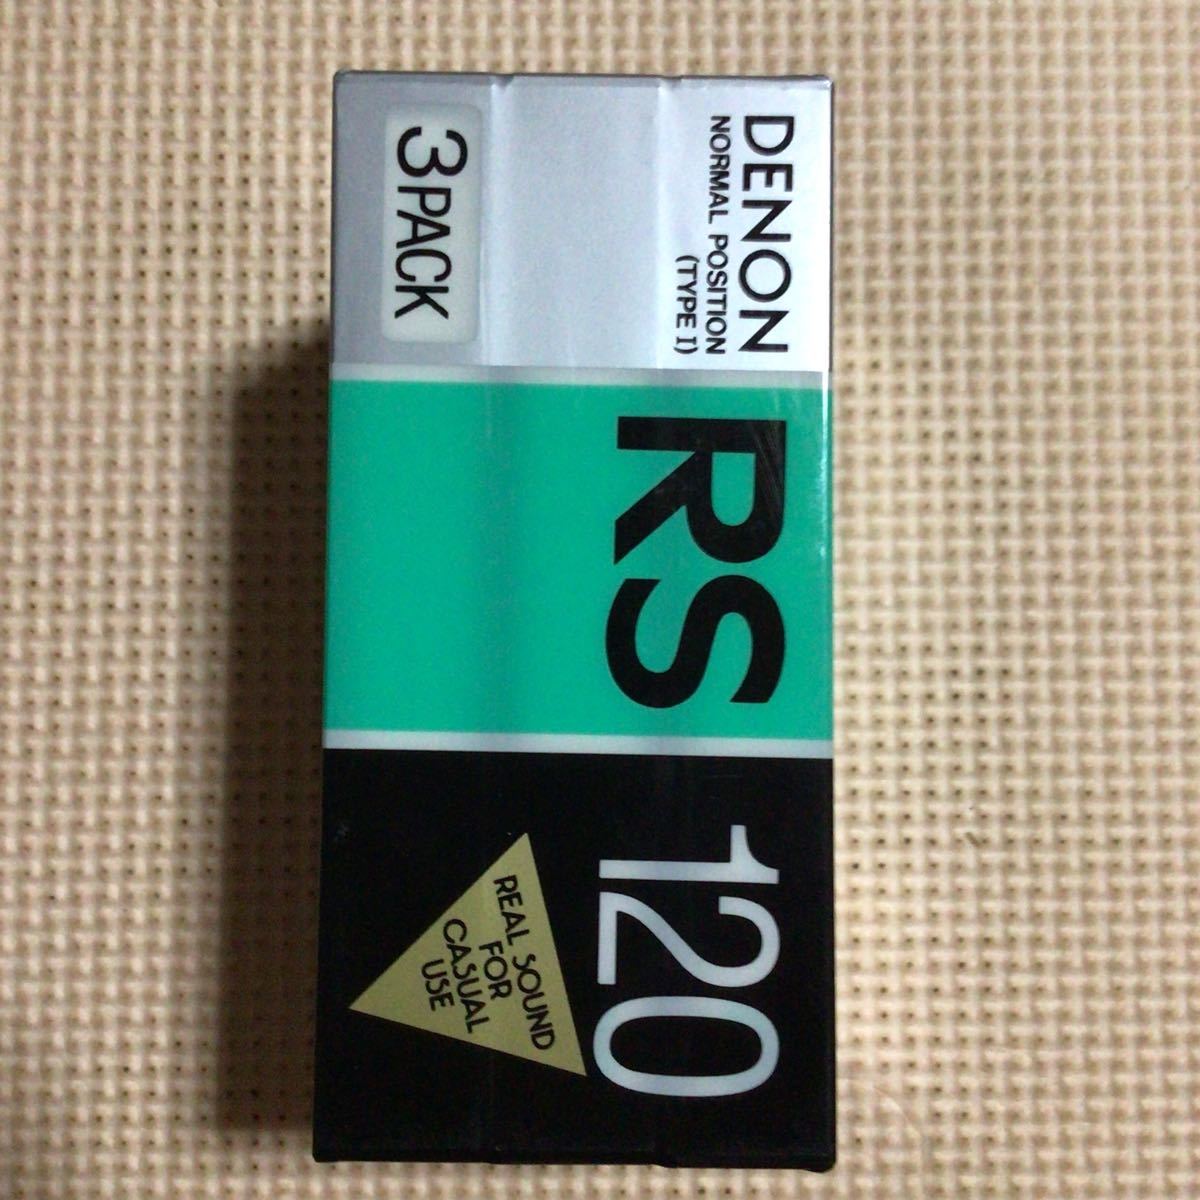 DENON
NORMAL POSITION
(TYPE I)
3PACK
RS
120
REAL SOUND
FOR
CASUAL
USE